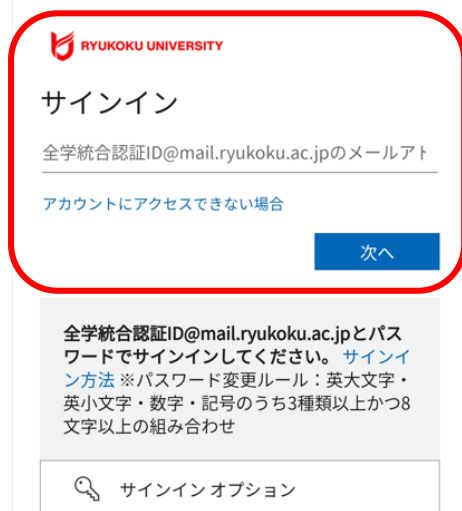 RYUKOKU UNIVERSITY
サインイン
全学統合認証ID@mail.ryukoku.ac.jpのメールアト
アカウントにアクセスできない場合
次へ
全学統合認証ID@mail.ryukoku.ac.jpとパス
ワードでサインインしてください。 サインイ
ン方法 ※パスワード変更ルール：英大文字・
英小文字・数字・記号のうち3種類以上かつ8
文字以上の組み合わせ
サインイン オプション